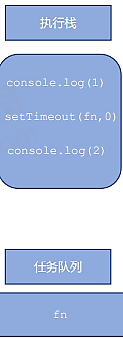 执行栈
console.log(1)
setTimeout(fn,0)
console.log(2)
任务队列
fn